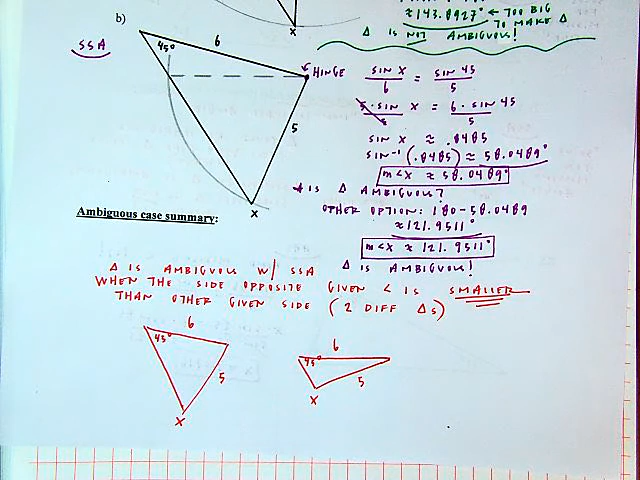 ≈143.0927° ← TOO BIG
TO MAKE Δ
Δ IS NOT AMBIGUOUS!
x
b)
SSA
45°
6
HINGE
5
x
SIN X / 6 = SIN 45 / 5
5·SIN X / 5 = 6·SIN 45 / 5
SIN X ≈ .8485
SIN⁻¹(.8485) ≈ 58.0489°
m<X ≈ 58.0489°
IS Δ AMBIGUOUS?
OTHER OPTION: 180-58.0489
≈121.9511°
m<X ≈ 121.9511°
Δ IS AMBIGUOUS!
Ambiguous case summary:
Δ IS AMBIGUOUS W/ SSA
WHEN THE SIDE OPPOSITE GIVEN < IS SMALLER
THAN OTHER GIVEN SIDE (2 DIFF Δs)
6
45°
5
X
6
45°
5
X